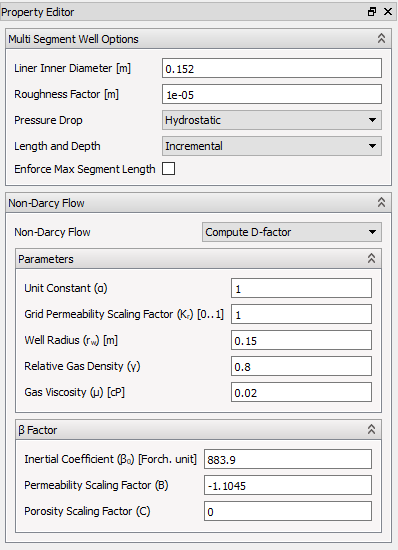 Property Editor
Multi Segment Well Options
Liner Inner Diameter [m] 0.152
Roughness Factor [m] 1e-05
Pressure Drop Hydrostatic
Length and Depth Incremental
Enforce Max Segment Length
Non-Darcy Flow
Non-Darcy Flow Compute D-factor
Parameters
Unit Constant (α) 1
Grid Permeability Scaling Factor (Kᵣ) [0..1] 1
Well Radius (r_w) [m] 0.15
Relative Gas Density (γ) 0.8
Gas Viscosity (μ) [cP] 0.02
β Factor
Inertial Coefficient (β₀) [Forch. unit] 883.9
Permeability Scaling Factor (B) -1.1045
Porosity Scaling Factor (C) 0